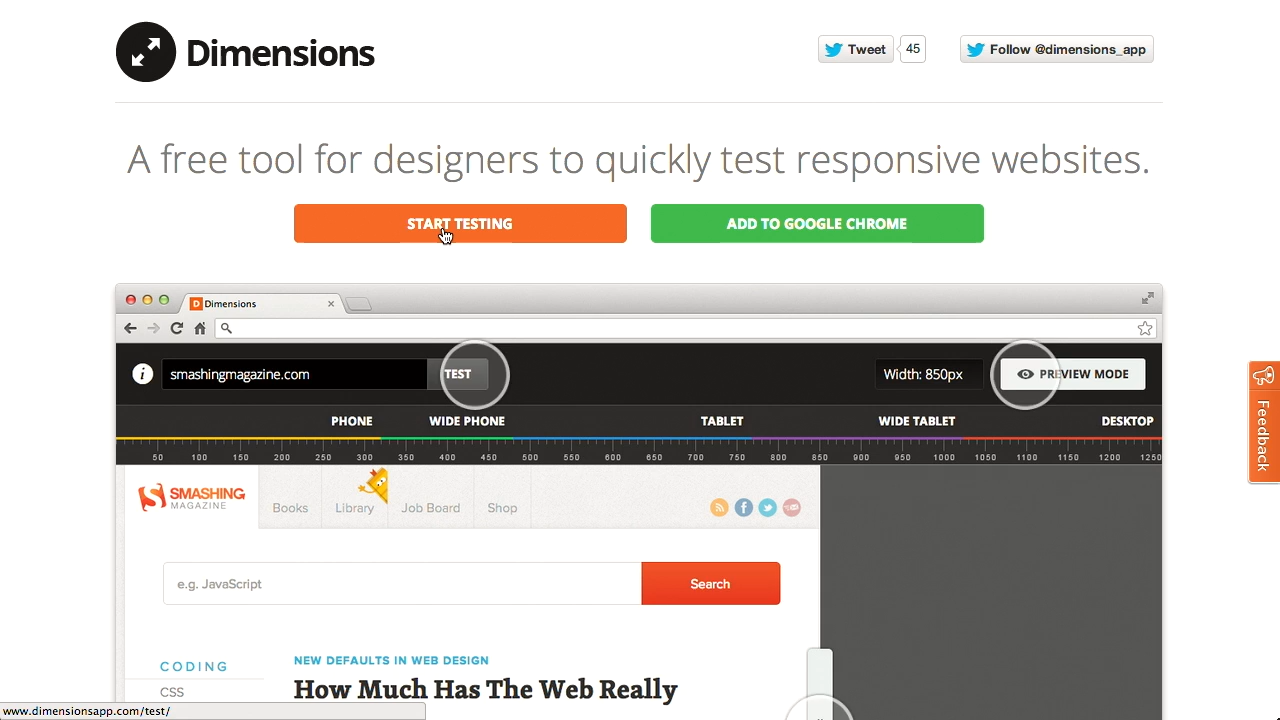 Dimensions
Tweet 45 Follow @dimensions_app
A free tool for designers to quickly test responsive websites.
START TESTING ADD TO GOOGLE CHROME
D Dimensions
i smashingmagazine.com TEST Width: 850px PREVIEW MODE
PHONE WIDE PHONE TABLET WIDE TABLET DESKTOP
50 100 150 200 250 300 350 400 450 500 550 600 650 700 750 800 850 900 950 1000 1050 1100 1150 1200 1250
Feedback
SMASHING
MAGAZINE
Books Library Job Board Shop
e.g. JavaScript Search
CODING
CSS
NEW DEFAULTS IN WEB DESIGN
How Much Has The Web Really
www.dimensionsapp.com/test/